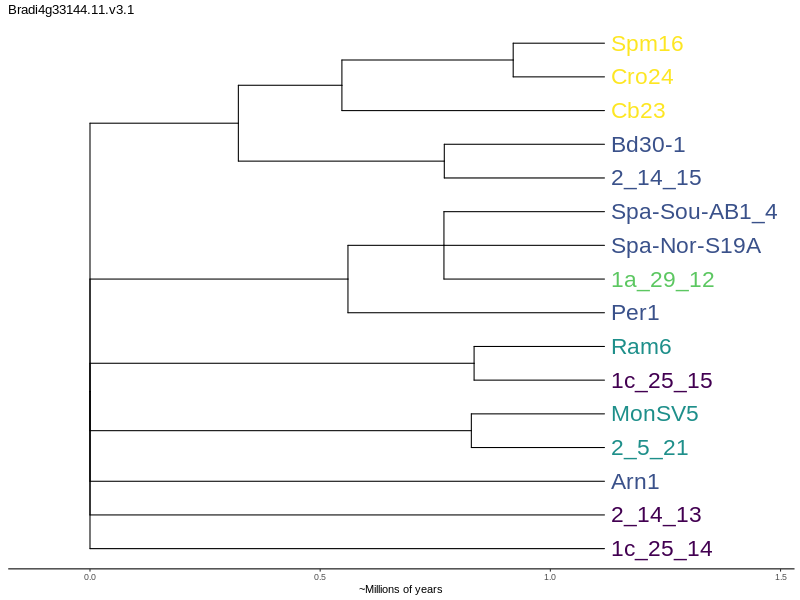 Bradi4g33144.11.v3.1
Spm16
Cro24
Cb23
Bd30-1
2_14_15
Spa-Sou-AB1_4
Spa-Nor-S19A
1a_29_12
Per1
Ram6
1c_25_15
MonSV5
2_5_21
Arn1
2_14_13
1c_25_14
0.0 0.5 1.0 1.5
~Millions of years